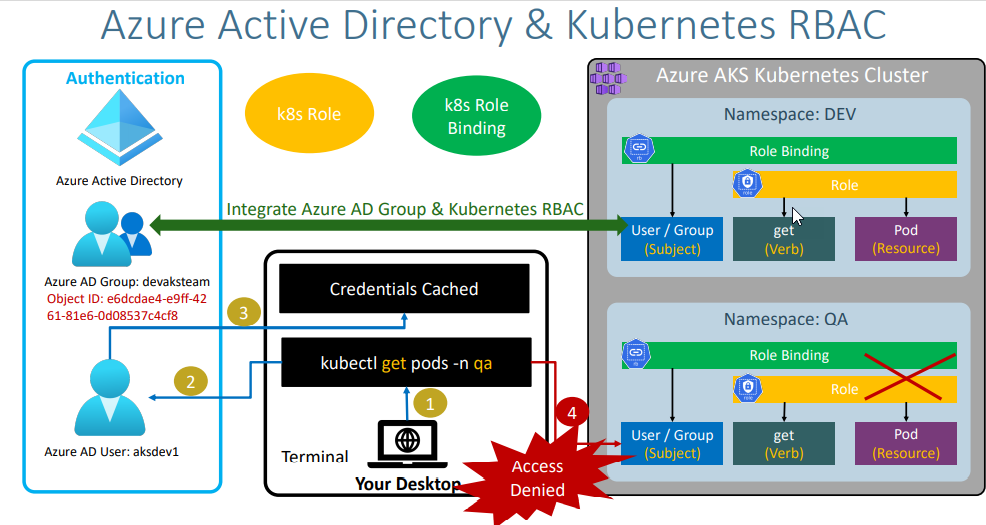 Azure Active Directory & Kubernetes RBAC
Authentication
Azure Active Directory
Azure AD Group: devaksteam
Object ID: e6dcdae4-e9ff-42
61-81e6-0d08537c4cf8
Azure AD User: aksdev1
k8s Role
k8s Role
Binding
Integrate Azure AD Group & Kubernetes RBAC
Credentials Cached
3
kubectl get pods -n qa
2
1
4
Terminal
Your Desktop
Access
Denied
Azure AKS Kubernetes Cluster
Namespace: DEV
rb
Role Binding
role
Role
User / Group
(Subject)
get
(Verb)
Pod
(Resource)
Namespace: QA
rb
Role Binding
role
Role
User / Group
(Subject)
get
(Verb)
Pod
(Resource)